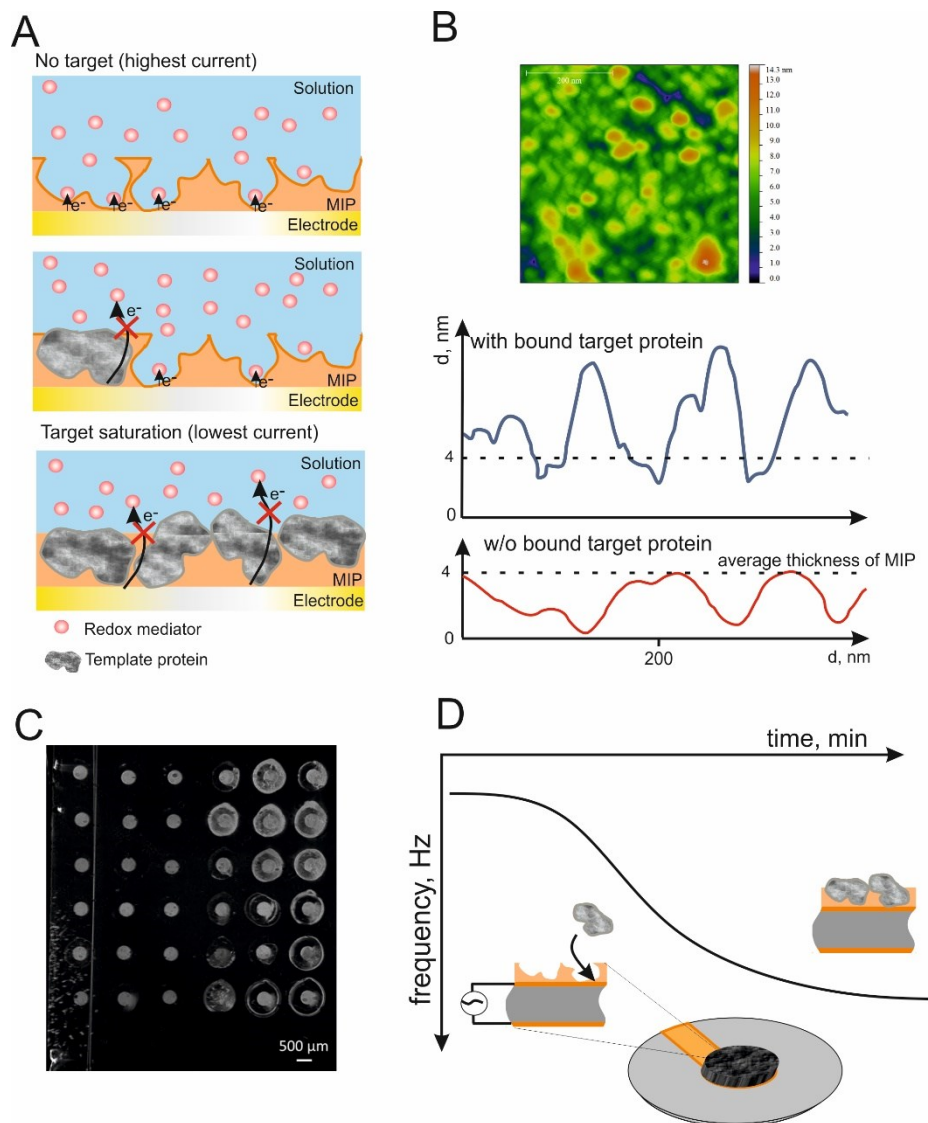 A
No target (highest current)
Solution
e-
e-
e-
e-
MIP
Electrode
Solution
e-
e-
e-
MIP
Electrode
Target saturation (lowest current)
Solution
e-
e-
MIP
Electrode
Redox mediator
Template protein
B
200 nm
14.3 nm
13.0
12.0
11.0
10.0
9.0
8.0
7.0
6.0
5.0
4.0
3.0
2.0
1.0
0.0
d, nm
with bound target protein
4
0
w/o bound target protein
average thickness of MIP
4
0
200
d, nm
C
500 µm
D
time, min
frequency, Hz